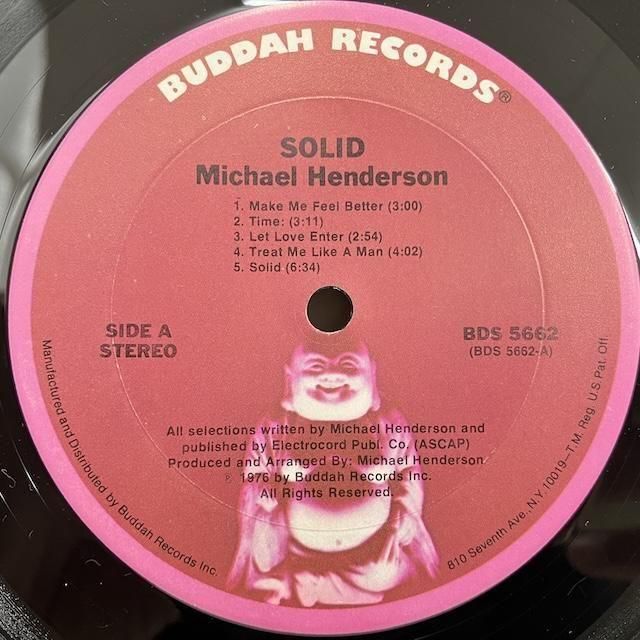 BUDDAH RECORDS®
SOLID
Michael Henderson
1. Make Me Feel Better (3:00)
2. Time: (3:11)
3. Let Love Enter (2:54)
4. Treat Me Like A Man (4:02)
5. Solid (6:34)
SIDE A
STEREO
BDS 5662
(BDS 5662-A)
All selections written by Michael Henderson and
published by Electrocord Publ. Co. (ASCAP)
Produced and Arranged By: Michael Henderson
℗ 1976 by Buddah Records Inc.
All Rights Reserved.
Manufactured and Distributed by Buddah Records Inc.
810 Seventh Ave., N.Y. 10019—T.M. Reg. U.S Pat. Off.